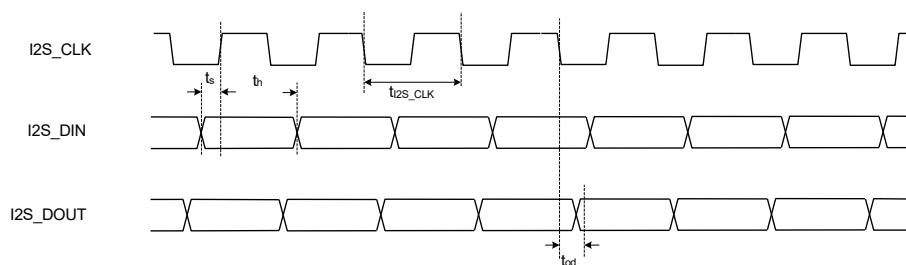 I2S_CLK
ts
th
tI2S_CLK
I2S_DIN
I2S_DOUT
tod